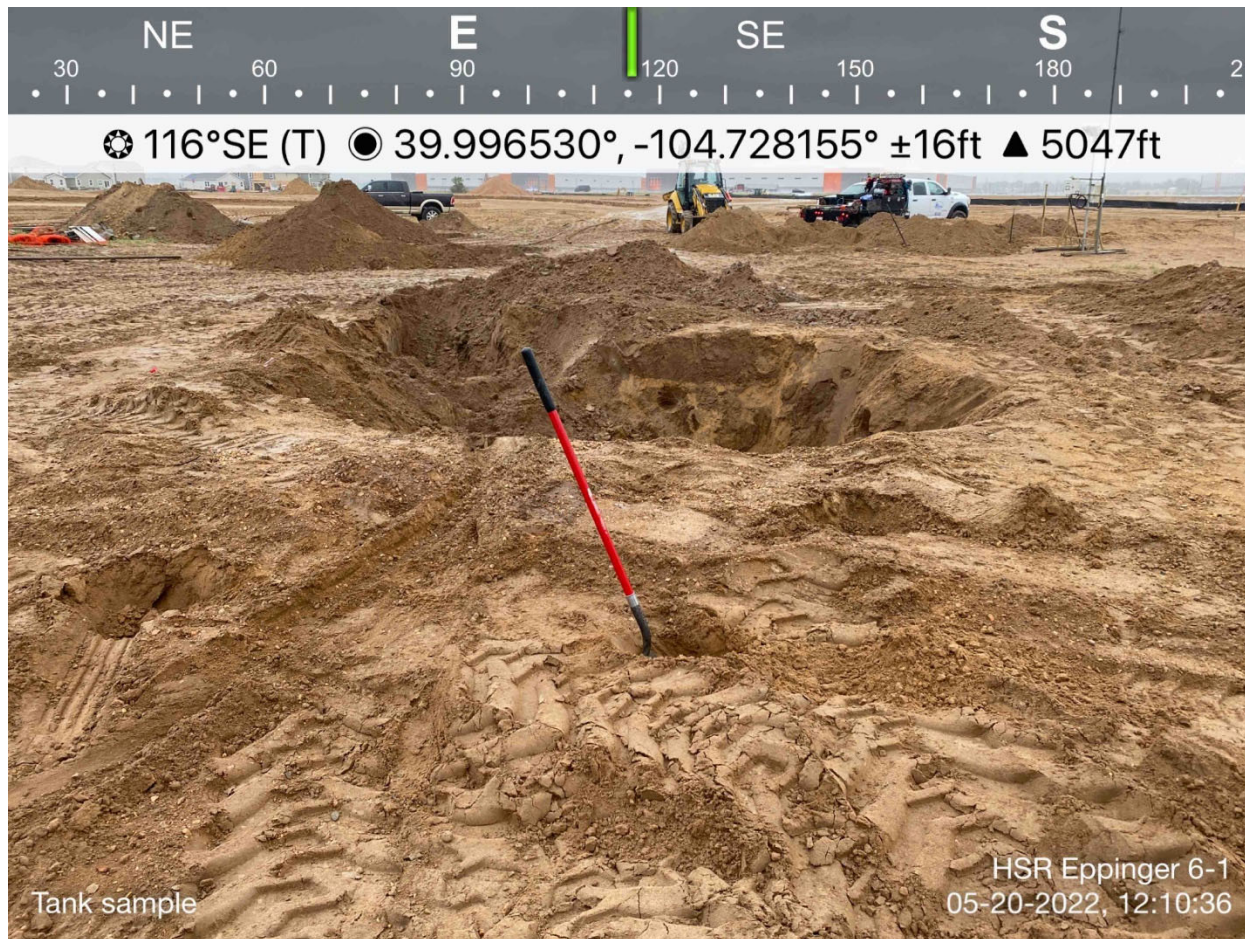 NE E SE S
30 60 90 120 150 180 2
116°SE (T) 39.996530°, -104.728155° ±16ft ▲ 5047ft
HSR Eppinger 6-1
Tank sample 05-20-2022, 12:10:36